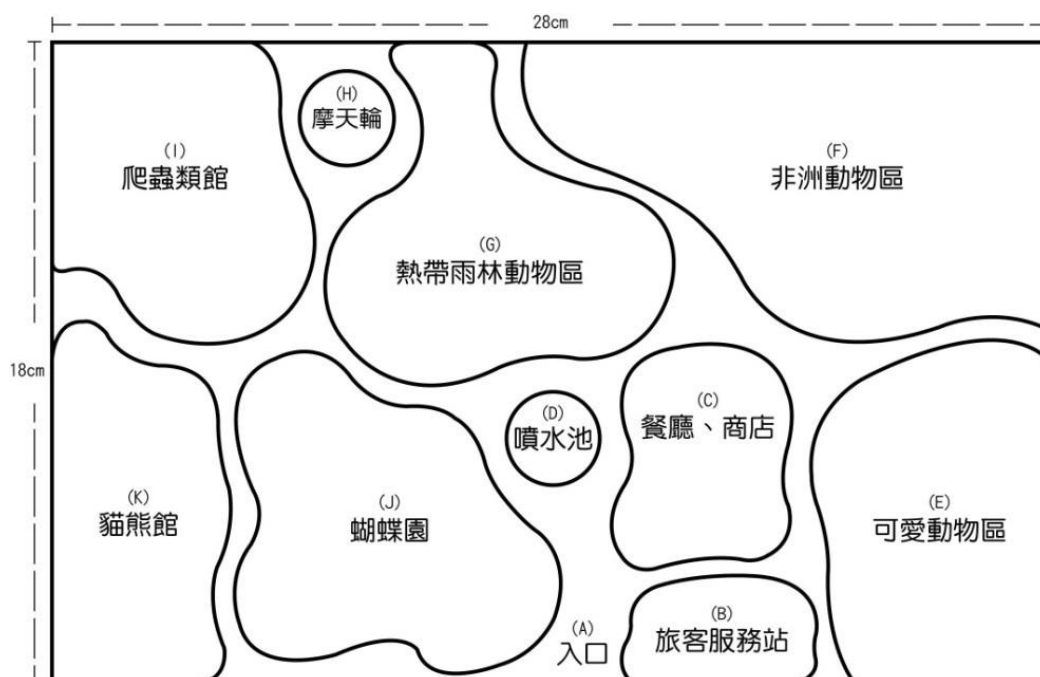 28cm
(H)
摩天輪
(I)
爬蟲類館
(F)
非洲動物區
(G)
熱帶雨林動物區
18cm
(C)
餐廳、商店
(D)
噴水池
(K)
貓熊館
(J)
蝴蝶園
(E)
可愛動物區
(B)
旅客服務站
(A)
入口